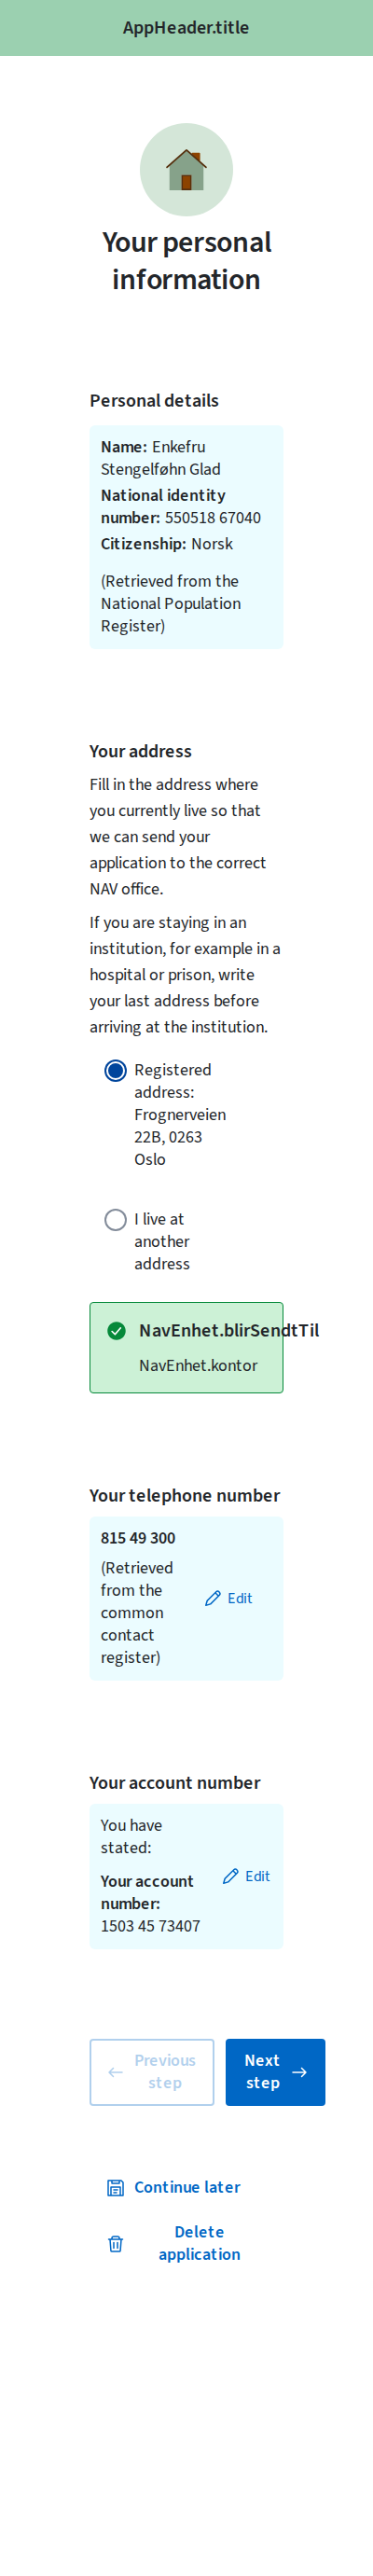 AppHeader.title
Your personal
information
Personal details
Name: Enkefru
Stengelføhn Glad
National identity
number: 550518 67040
Citizenship: Norsk
(Retrieved from the
National Population
Register)
Your address
Fill in the address where
you currently live so that
we can send your
application to the correct
NAV office.
If you are staying in an
institution, for example in a
hospital or prison, write
your last address before
arriving at the institution.
Registered
address:
Frognerveien
22B, 0263
Oslo
I live at
another
address
NavEnhet.blirSendtTil
NavEnhet.kontor
Your telephone number
815 49 300
(Retrieved
from the
common
contact
register)
Edit
Your account number
You have
stated:
Your account
number:
1503 45 73407
Edit
Previous
step
Next
step
Continue later
Delete
application